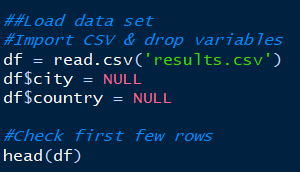 ##Load data set
#Import CSV & drop variables
df = read.csv('results.csv')
df$city = NULL
df$country = NULL
#Check first few rows
head(df)